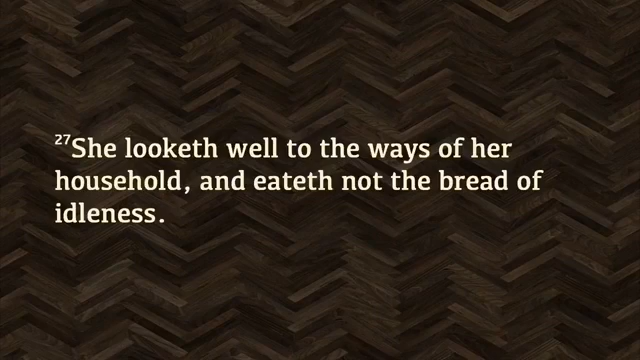 27She looketh well to the ways of her
household, and eateth not the bread of
idleness.